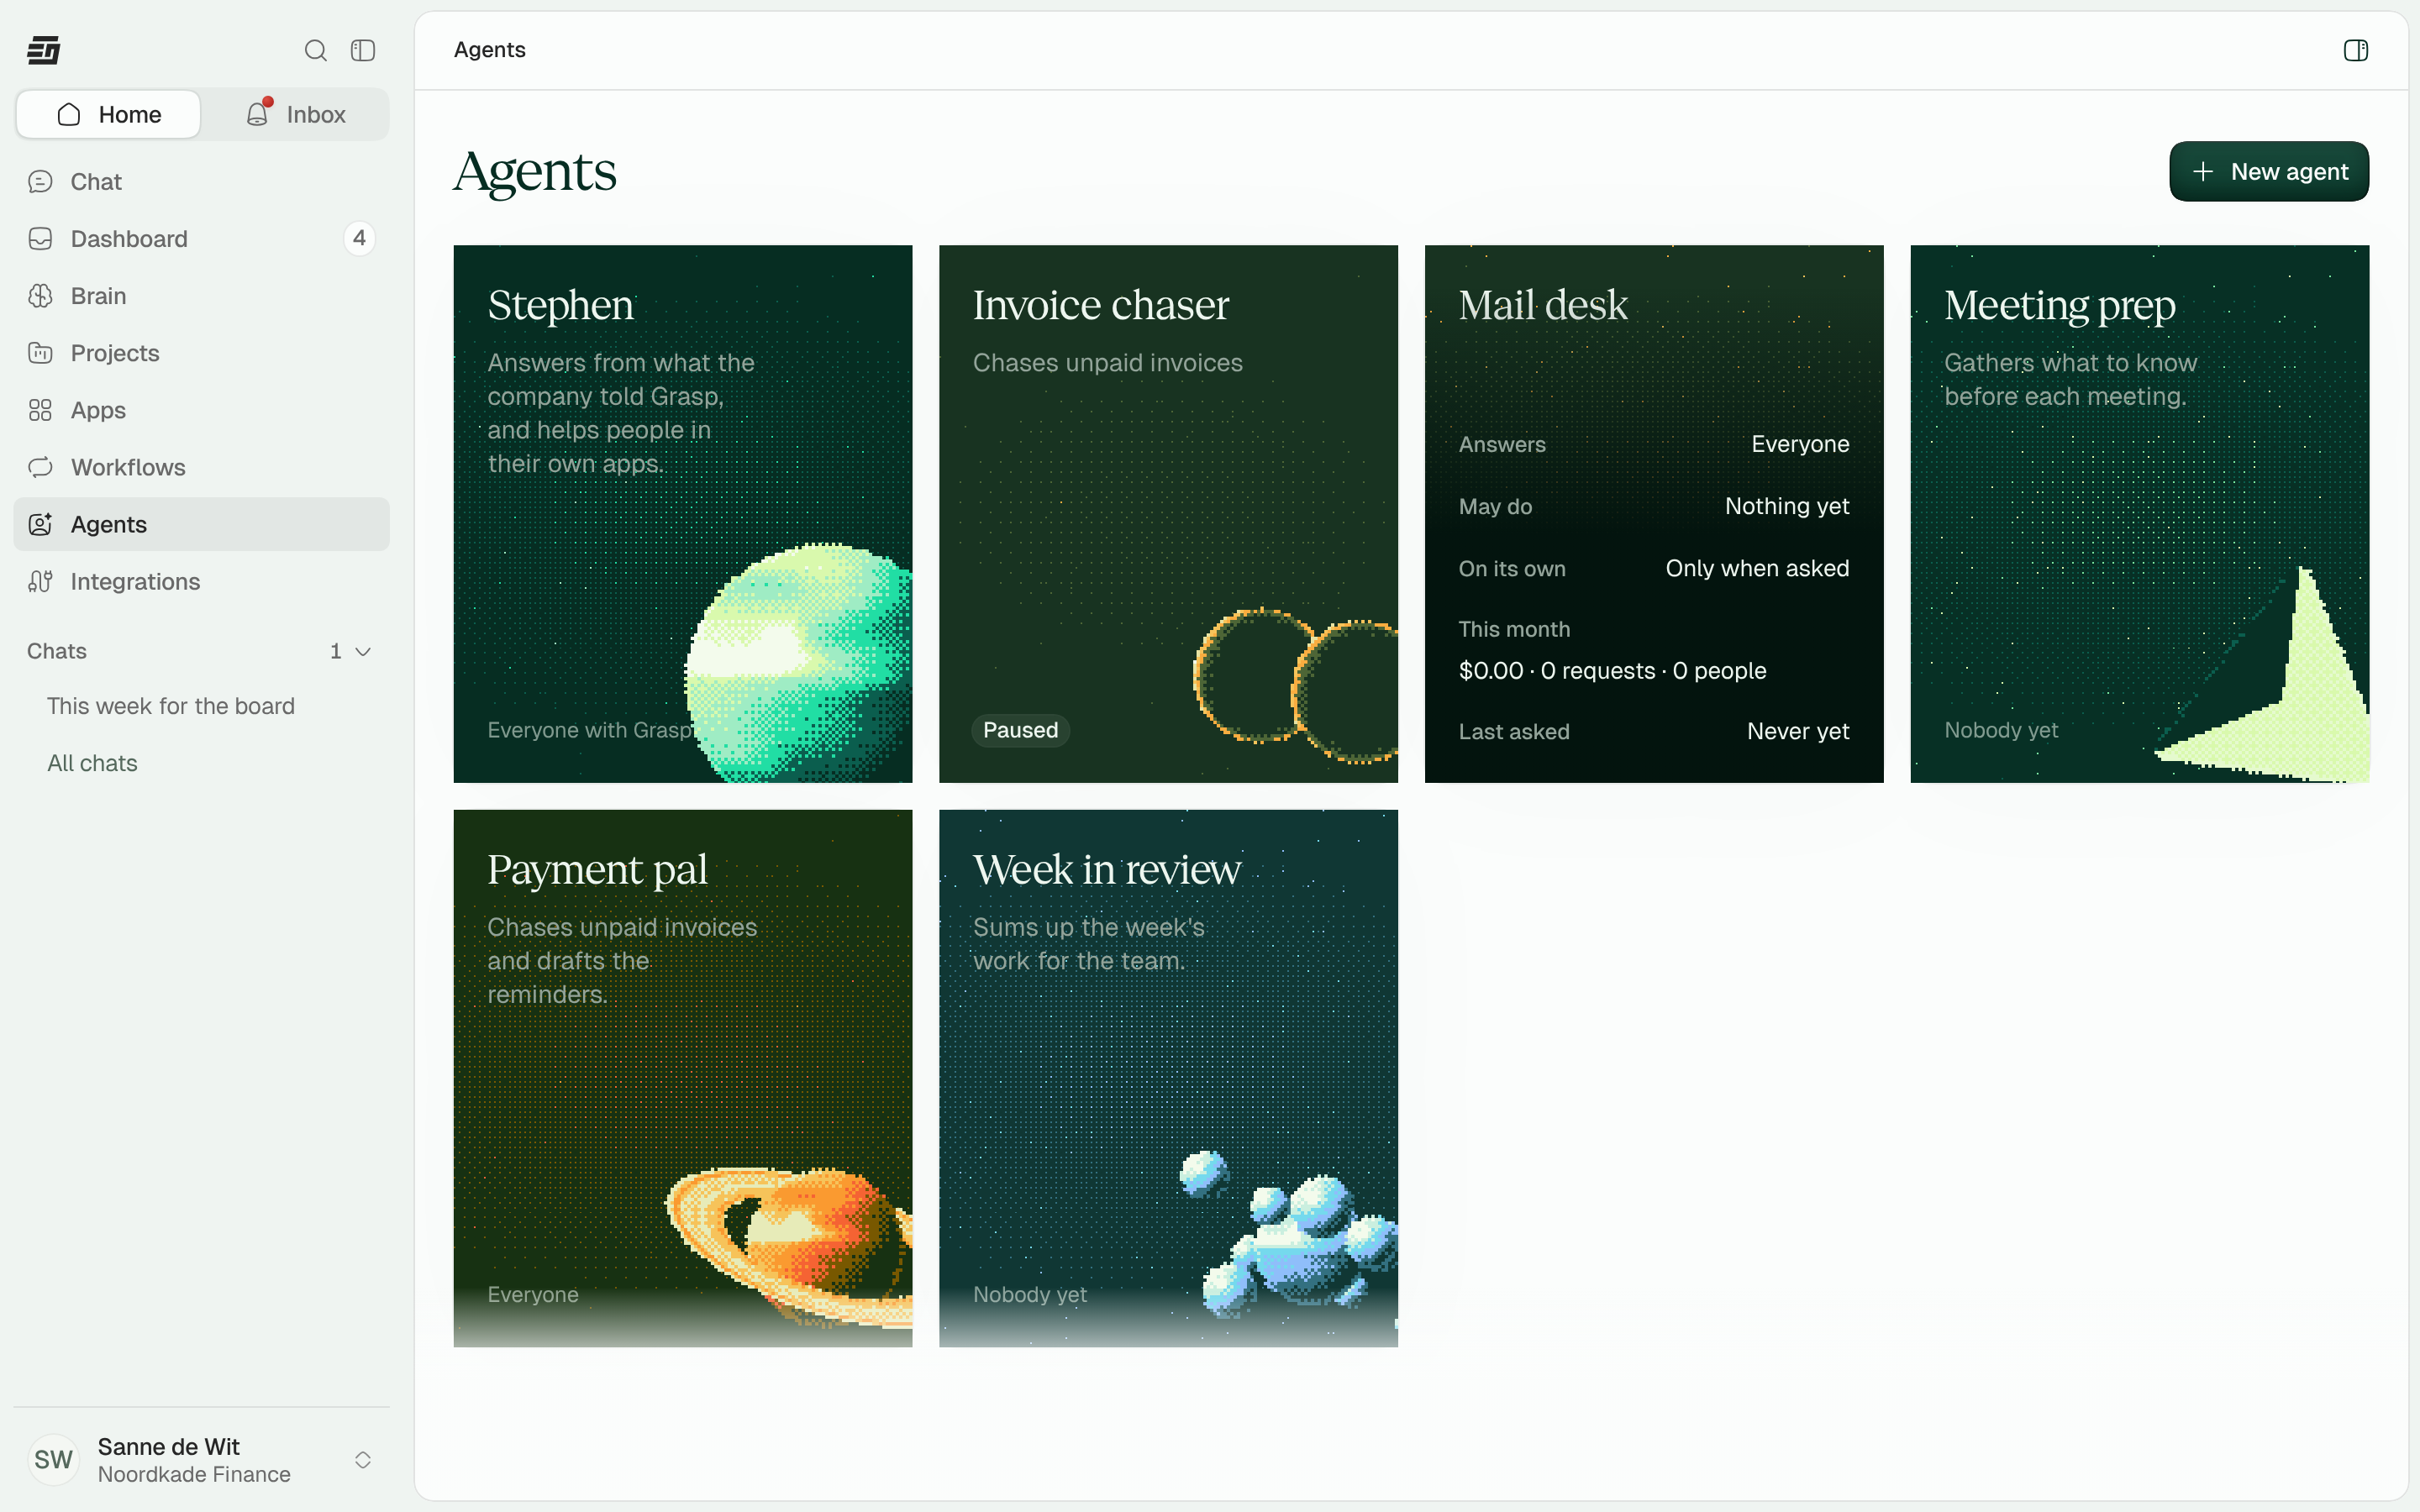 Home
Inbox
Chat
Dashboard
4
Brain
Projects
Apps
Workflows
Agents
Integrations
Chats
1
This week for the board
All chats
SW
Sanne de Wit
Noordkade Finance
Agents
Agents
New agent
Stephen
Answers from what the
company told Grasp,
and helps people in
their own apps.
Everyone with Grasp
Invoice chaser
Chases unpaid invoices
Paused
Mail desk
Answers Everyone
May do Nothing yet
On its own Only when asked
This month
$0.00 · 0 requests · 0 people
Last asked Never yet
Meeting prep
Gathers what to know
before each meeting.
Nobody yet
Payment pal
Chases unpaid invoices
and drafts the
reminders.
Everyone
Week in review
Sums up the week's
work for the team.
Nobody yet